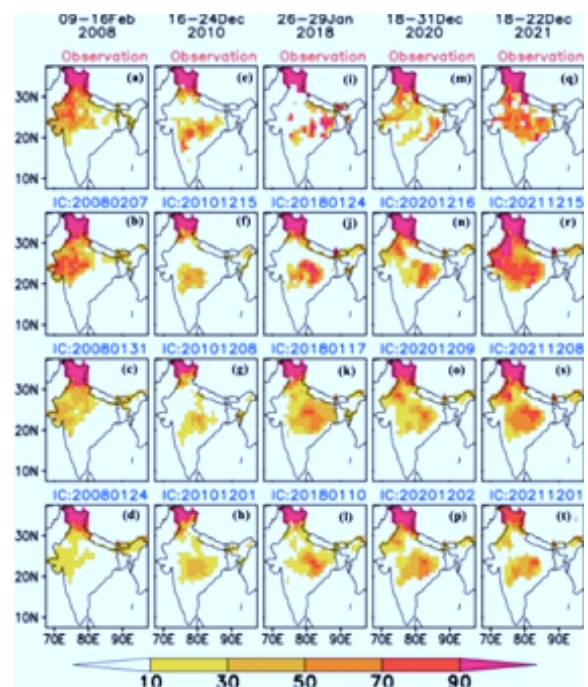 09-16Feb 16-24Dec 26-29Jan 18-31Dec 18-22Dec
2008 2010 2018 2020 2021
Observation Observation Observation Observation Observation
(a) (e) (i) (m) (q)
30N
20N
IC:20080207 IC:20101215 IC:20180124 IC:20201216 IC:20211215
(b) (f) (j) (n) (r)
30N
20N
10N
IC:20080131 IC:20101208 IC:20180117 IC:20201209 IC:20211208
(c) (g) (k) (o) (s)
30N
20N
10N
IC:20080124 IC:20101201 IC:20180110 IC:20201202 IC:20211201
(d) (h) (l) (p) (t)
30N
20N
10N
70E 80E 90E 70E 80E 90E 70E 80E 90E 70E 80E 90E 70E 80E 90E
10 30 50 70 90